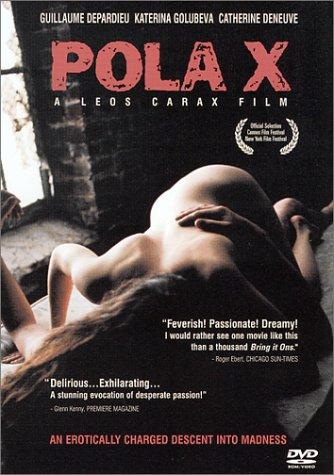 GUILLAUME DEPARDIEU KATERINA GOLUBEVA CATHERINE DENEUVE
POLA X
A LEOS CARAX FILM
Official Selection
Cannes Film Festival
New York Film Festival
"Feverish! Passionate! Dreamy!
I would rather see one movie like this
than a thousand Bring it Ons."
- Roger Ebert, CHICAGO SUN-TIMES
"Delirious...Exhilarating...
A stunning evocation of desperate passion!"
- Glenn Kenny, PREMIERE MAGAZINE
AN EROTICALLY CHARGED DESCENT INTO MADNESS
DVD
ROM/VIDEO